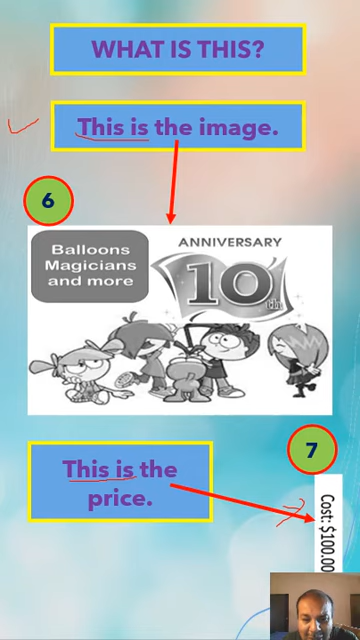 WHAT IS THIS?
This is the image.
6
Balloons
Magicians
and more
ANNIVERSARY
10th
7
This is the
price.
Cost: $100.00